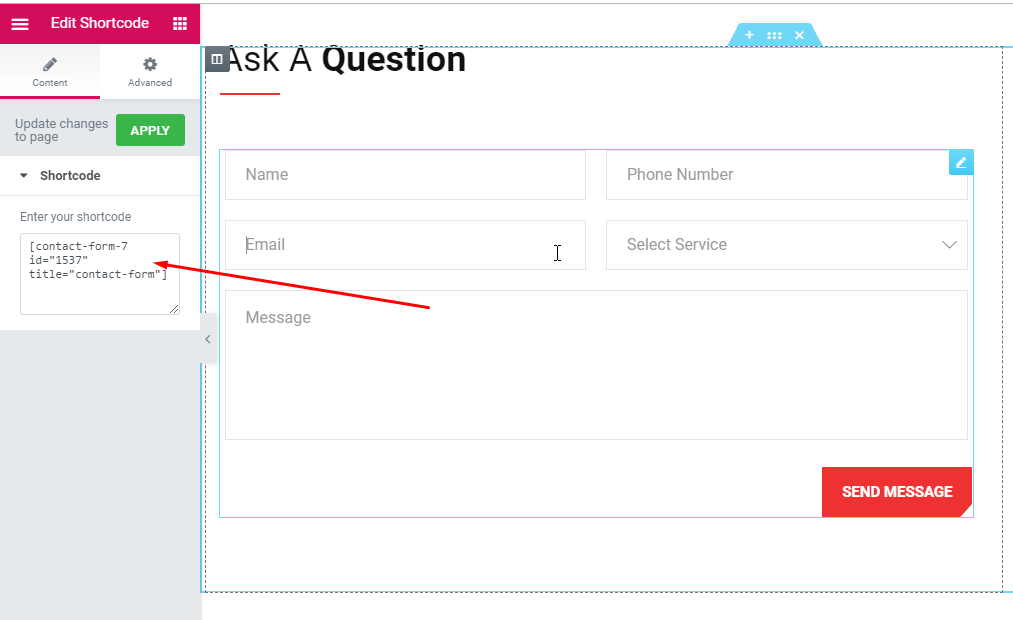 Edit Shortcode
Content
Advanced
Update changes
to page
APPLY
Shortcode
Enter your shortcode
[contact-form-7
id="1537"
title="contact-form"]
Ask A Question
Name
Phone Number
Email
Select Service
Message
SEND MESSAGE